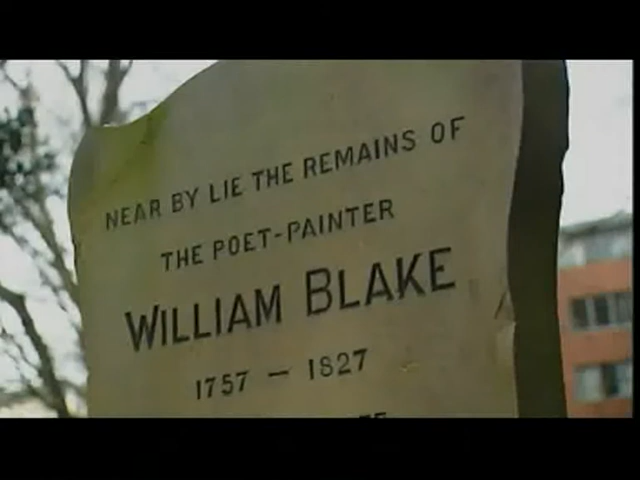 NEAR BY LIE THE REMAINS OF
THE POET-PAINTER
WILLIAM BLAKE
1757 — 1827